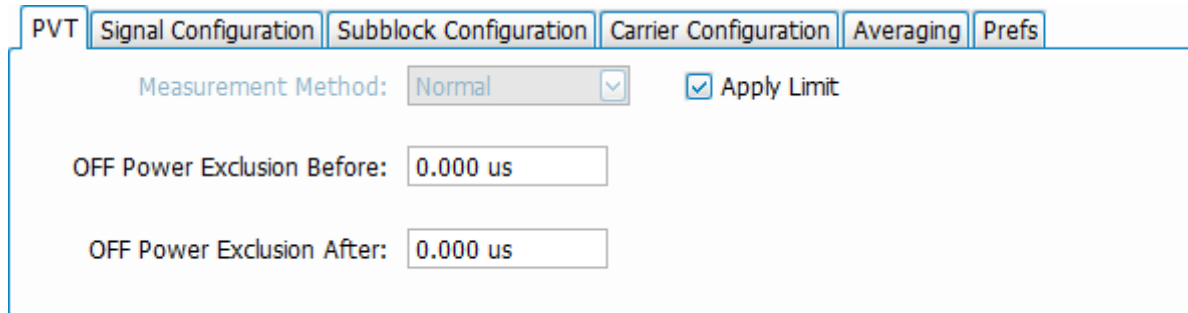 PVT Signal Configuration Subblock Configuration Carrier Configuration Averaging Prefs
Measurement Method: Normal Apply Limit
OFF Power Exclusion Before: 0.000 us
OFF Power Exclusion After: 0.000 us